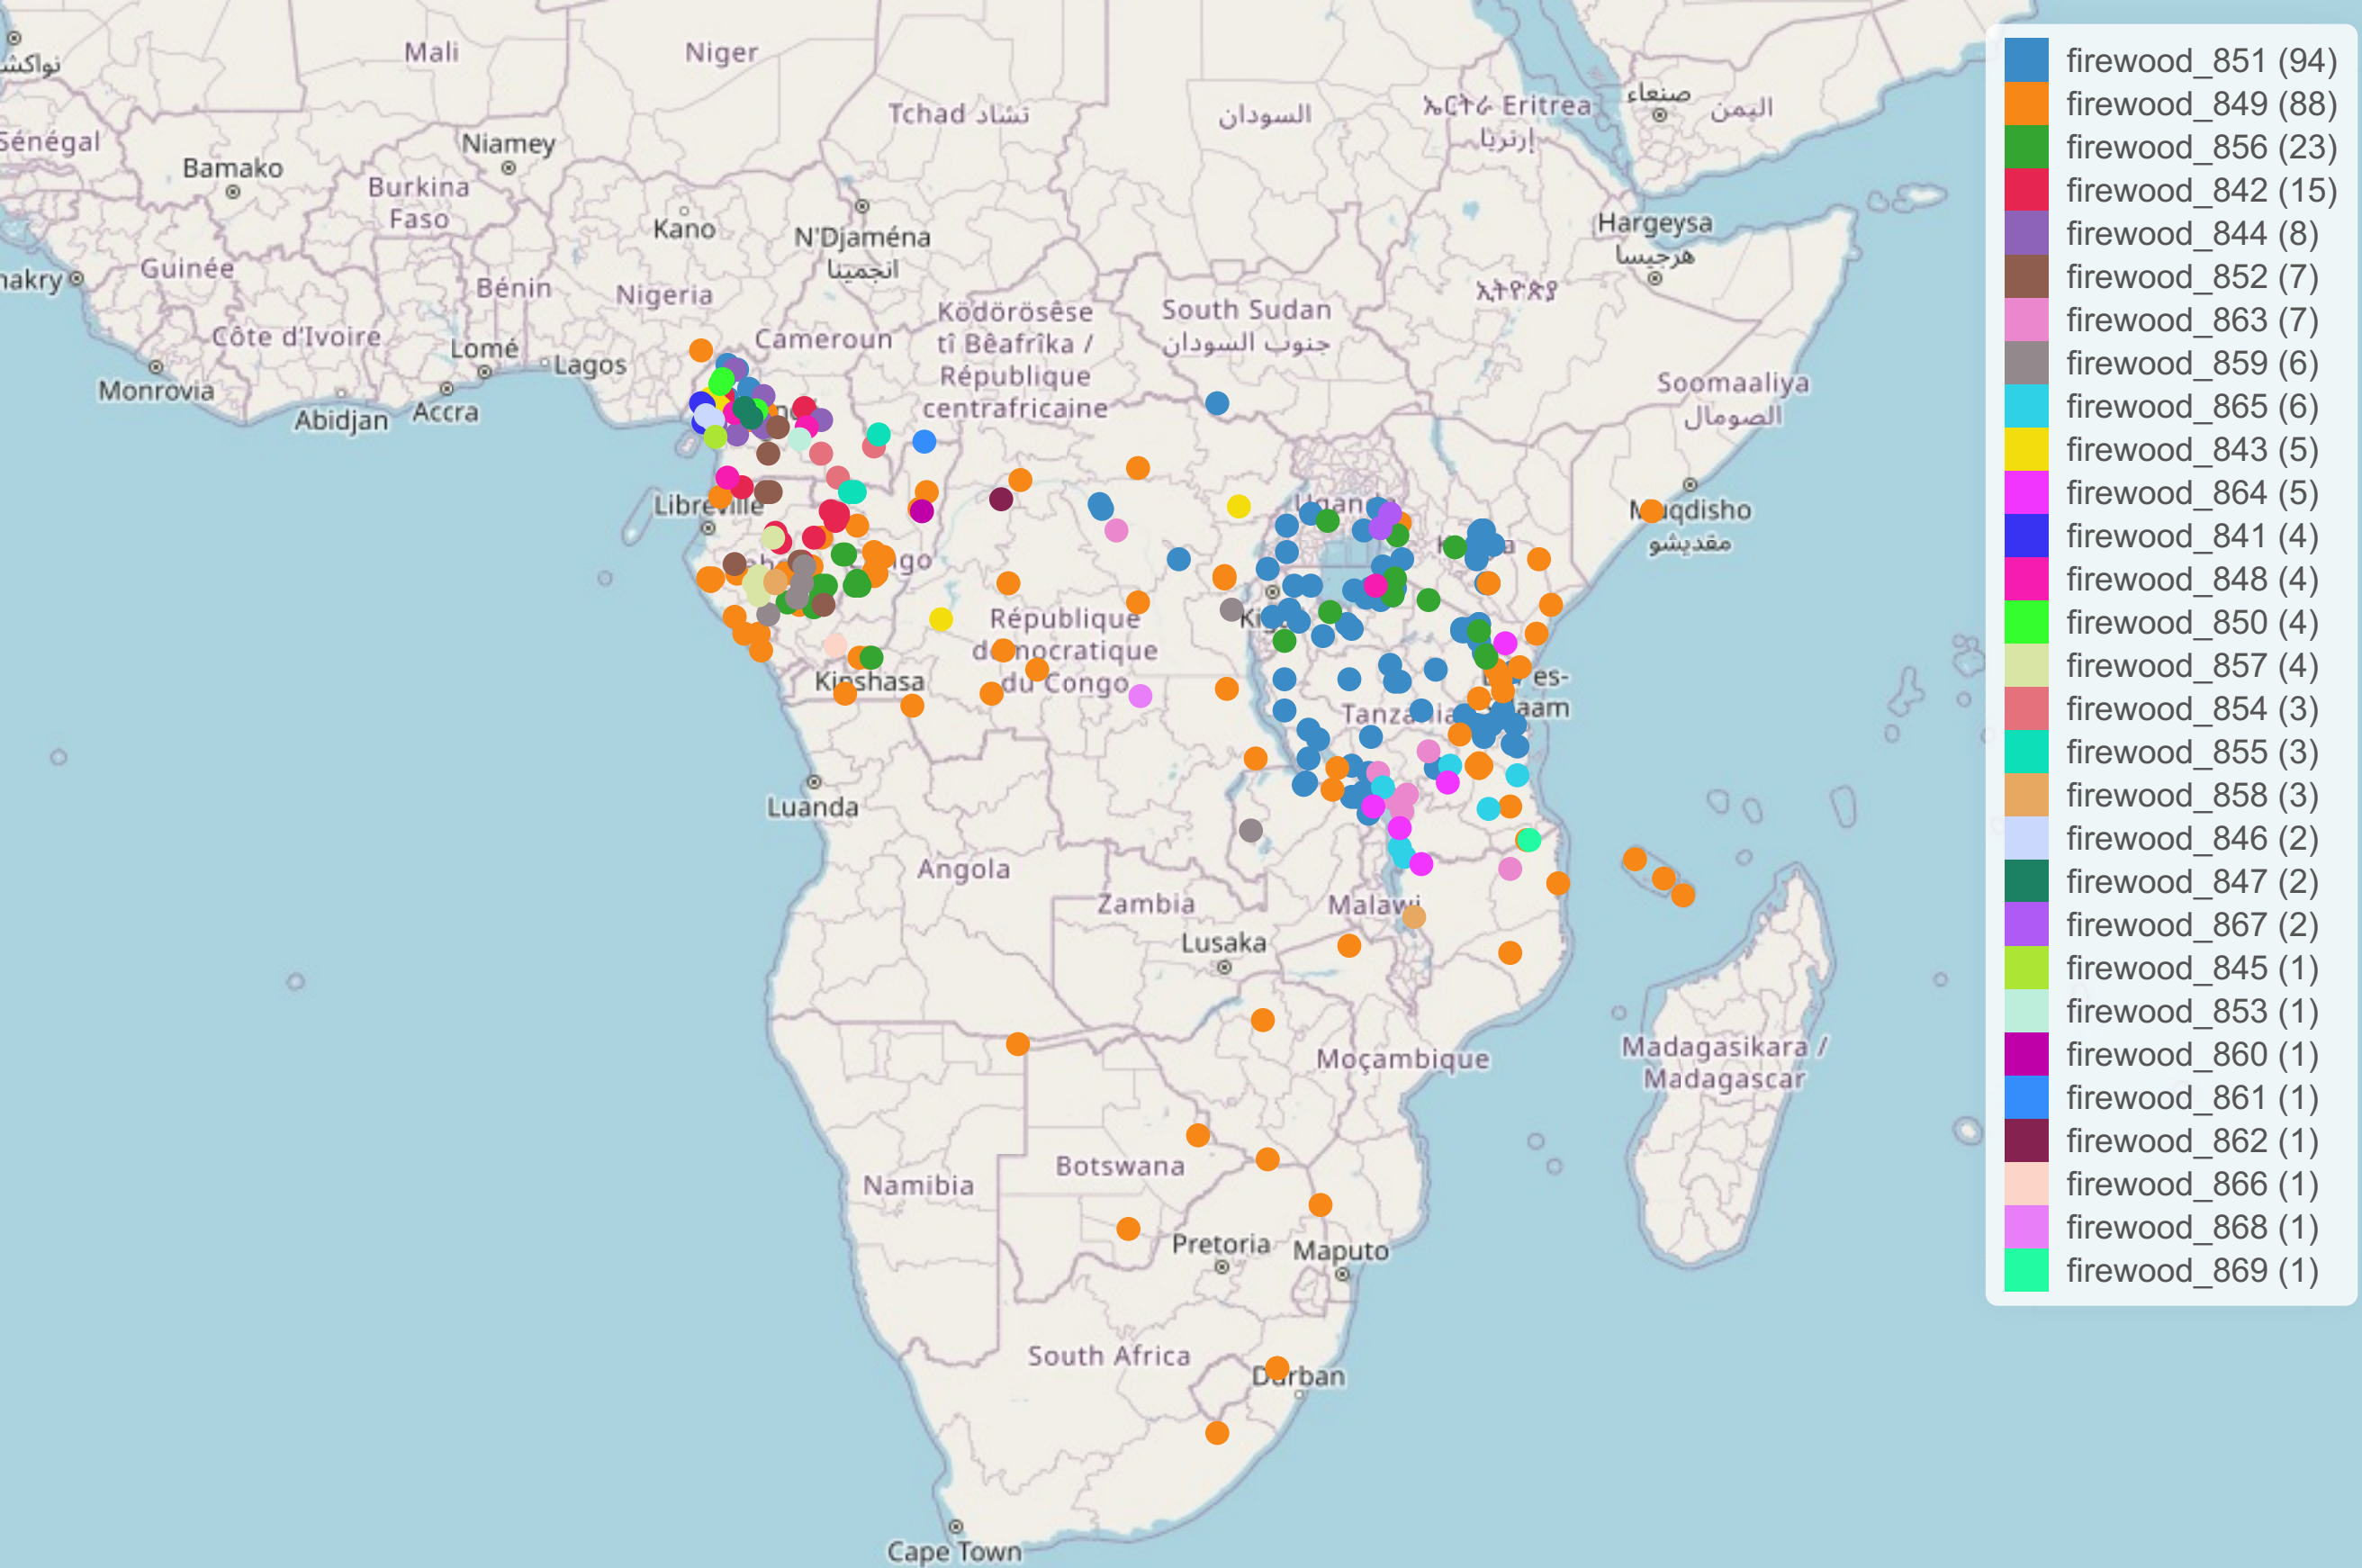 Mali
Niger
Tchad تشاد
السودان
ኤርትራ Eritrea
إرتريا
صنعاء
اليمن
Sénégal
Bamako
Niamey
Burkina
Faso
Kano
N'Djaména
انجمينا
Hargeysa
هرجيسا
Guinée
Bénin
Nigeria
ኢትዮጵያ
Côte d'Ivoire
Lomé
Lagos
Cameroun
Ködörösêse
tî Bêafrîka /
République
centrafricaine
South Sudan
جنوب السودان
Monrovia
Abidjan
Accra
Soomaaliya
الصومال
Libreville
Uganda
Muqdisho
مقديشو
République
démocratique
du Congo
Kinshasa
Tanzania
Luanda
Angola
Zambia
Malawi
Lusaka
Moçambique
Madagasikara /
Madagascar
Namibia
Botswana
Pretoria
Maputo
South Africa
Durban
Cape Town
firewood_851 (94)
firewood_849 (88)
firewood_856 (23)
firewood_842 (15)
firewood_844 (8)
firewood_852 (7)
firewood_863 (7)
firewood_859 (6)
firewood_865 (6)
firewood_843 (5)
firewood_864 (5)
firewood_841 (4)
firewood_848 (4)
firewood_850 (4)
firewood_857 (4)
firewood_854 (3)
firewood_855 (3)
firewood_858 (3)
firewood_846 (2)
firewood_847 (2)
firewood_867 (2)
firewood_845 (1)
firewood_853 (1)
firewood_860 (1)
firewood_861 (1)
firewood_862 (1)
firewood_866 (1)
firewood_868 (1)
firewood_869 (1)